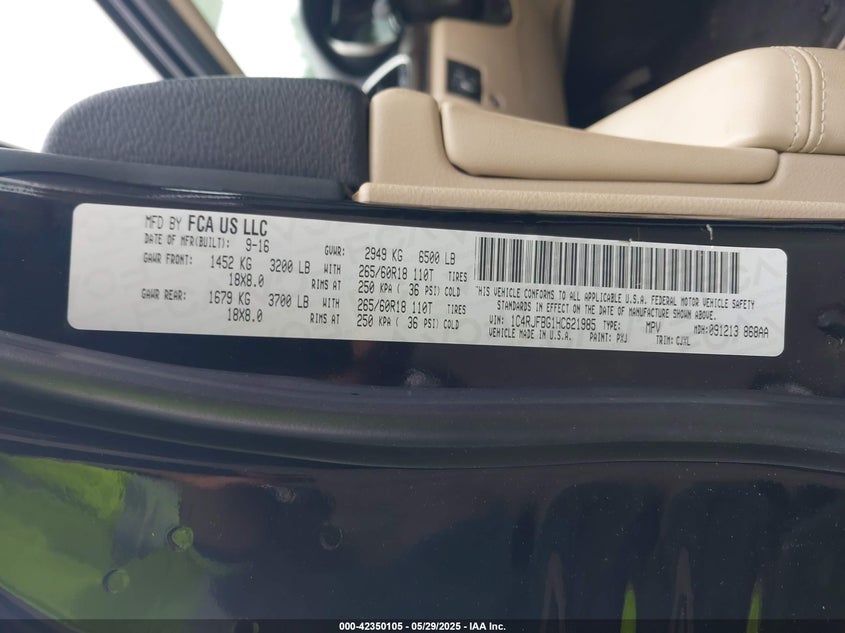 MFD BY FCA US LLC
DATE OF MFR(BUILT): 9-16 GVWR: 2949 KG 6500 LB
GAWR FRONT: 1452 KG 3200 LB WITH 265/60R18 110T TIRES
18X8.0 RIMS AT 250 KPA ( 36 PSI) COLD
GAWR REAR: 1679 KG 3700 LB WITH 265/60R18 110T TIRES
18X8.0 RIMS AT 250 KPA ( 36 PSI) COLD
THIS VEHICLE CONFORMS TO ALL APPLICABLE U.S.A. FEDERAL MOTOR VEHICLE SAFETY
STANDARDS IN EFFECT ON THE DATE OF MANUFACTURE SHOWN ABOVE.
VIN: 1C4RJFBG1HC621985 TYPE: MPV MDH: 091213 868AA
VEHICLE MADE IN U.S.A. PAINT: PXJ TRIM: CJXL
000-42350105 - 05/29/2025 - IAA Inc.